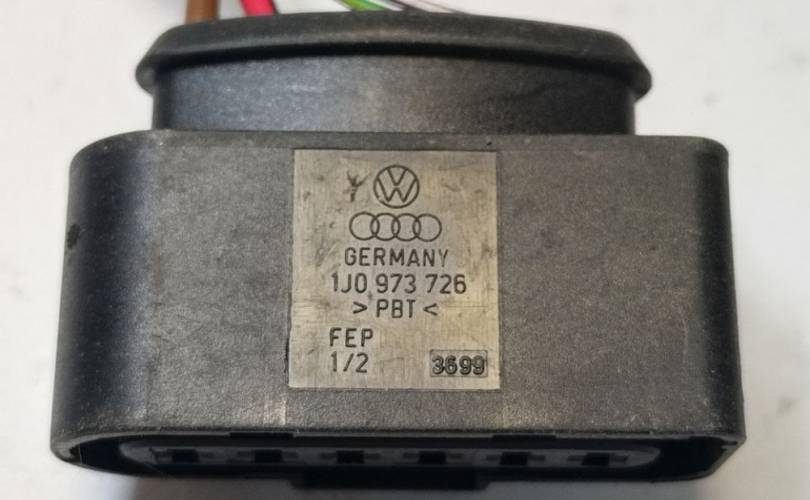 GERMANY
1J0 973 726
> PBT <
FEP
1/2 3699